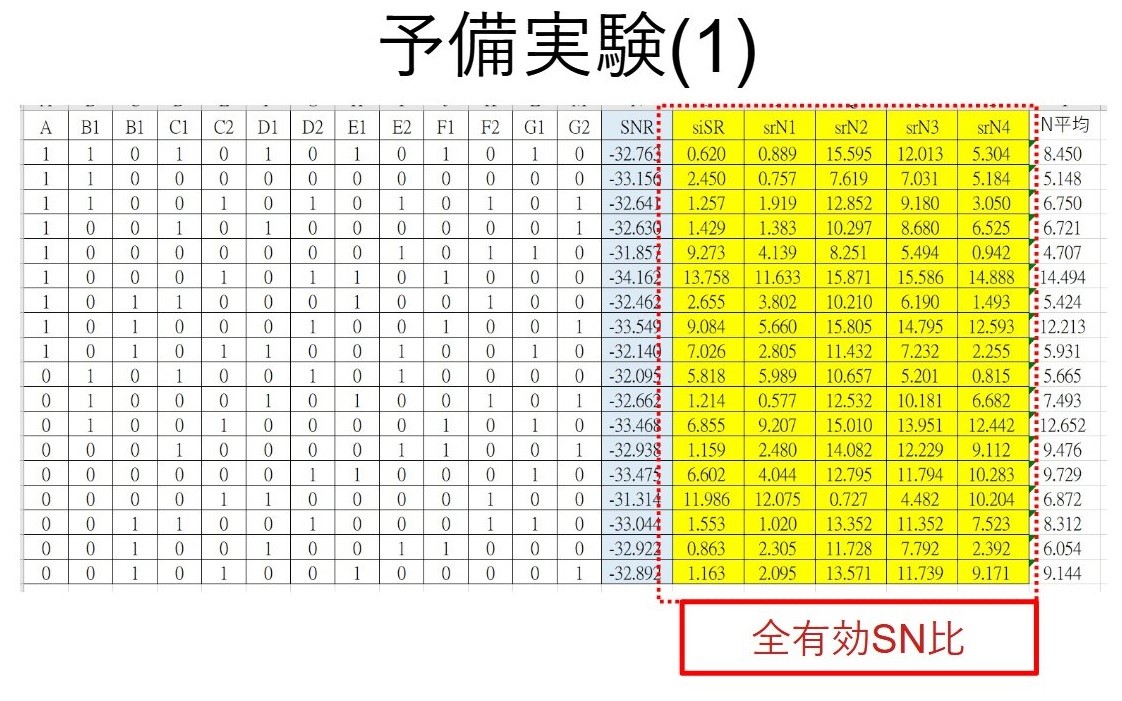 予備実験(1)
A B1 B1 C1 C2 D1 D2 E1 E2 F1 F2 G1 G2 SNR siSR srN1 srN2 srN3 srN4 N平均
1 1 0 1 0 1 0 1 0 1 0 1 0 -32.763 0.620 0.889 15.595 12.013 5.304 8.450
1 1 0 0 0 0 0 0 0 0 0 0 0 -33.156 2.450 0.757 7.619 7.031 5.184 5.148
1 1 0 0 1 0 1 0 1 0 1 0 1 -32.641 1.257 1.919 12.852 9.180 3.050 6.750
1 0 0 1 0 1 0 0 0 0 0 0 1 -32.630 1.429 1.383 10.297 8.680 6.525 6.721
1 0 0 0 0 0 0 0 1 0 1 1 0 -31.857 9.273 4.139 8.251 5.494 0.942 4.707
1 0 0 0 1 0 1 1 0 1 0 0 0 -34.162 13.758 11.633 15.871 15.586 14.888 14.494
1 0 1 1 0 0 0 1 0 0 1 0 0 -32.462 2.655 3.802 10.210 6.190 1.493 5.424
1 0 1 0 0 0 1 0 0 1 0 0 1 -33.549 9.084 5.660 15.805 14.795 12.593 12.213
1 0 1 0 1 1 0 0 1 0 0 1 0 -32.140 7.026 2.805 11.432 7.232 2.255 5.931
0 1 0 1 0 0 1 0 1 0 0 0 0 -32.095 5.818 5.989 10.657 5.201 0.815 5.665
0 1 0 0 0 1 0 1 0 0 1 0 1 -32.662 1.214 0.577 12.532 10.181 6.682 7.493
0 1 0 0 1 0 0 0 0 1 0 1 0 -33.468 6.855 9.207 15.010 13.951 12.442 12.652
0 0 0 1 0 0 0 0 1 1 0 0 1 -32.938 1.159 2.480 14.082 12.229 9.112 9.476
0 0 0 0 0 0 1 1 0 0 0 1 0 -33.475 6.602 4.044 12.795 11.794 10.283 9.729
0 0 0 0 1 1 0 0 0 0 1 0 0 -31.314 11.986 12.075 0.727 4.482 10.204 6.872
0 0 1 1 0 0 1 0 0 0 1 1 0 -33.044 1.553 1.020 13.352 11.352 7.523 8.312
0 0 1 0 0 1 0 0 1 1 0 0 0 -32.922 0.863 2.305 11.728 7.792 2.392 6.054
0 0 1 0 1 0 0 1 0 0 0 0 1 -32.892 1.163 2.095 13.571 11.739 9.171 9.144
全有効SN比